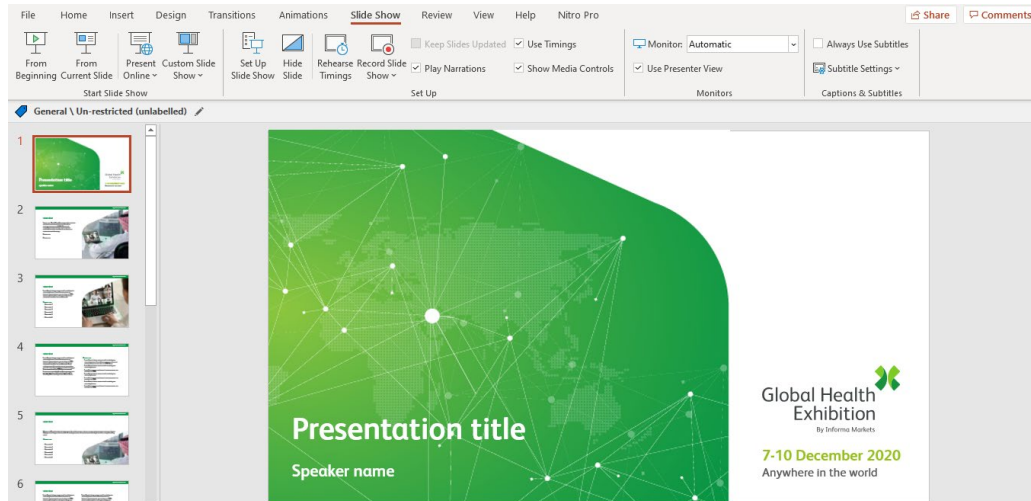 File Home Insert Design Transitions Animations Slide Show Review View Help Nitro Pro Share Comments
From Beginning
From Current Slide
Present Online
Custom Slide Show
Start Slide Show
Set Up Slide Show
Hide Slide
Rehearse Timings
Record Slide Show
Keep Slides Updated
Play Narrations
Use Timings
Show Media Controls
Set Up
Monitor: Automatic
Use Presenter View
Monitors
Always Use Subtitles
Subtitle Settings
Captions & Subtitles
General \ Un-restricted (unlabelled)
1
Presentation title
2
3
4
5
6
Presentation title
Speaker name
Global Health
Exhibition
By Informa Markets
7-10 December 2020
Anywhere in the world